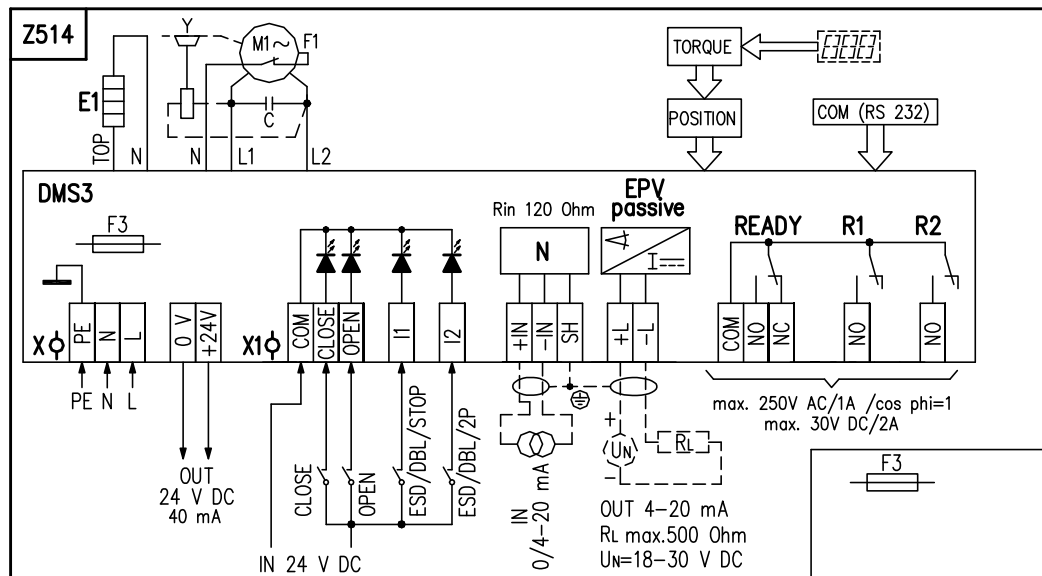 Z514
Y
M1~
F1
E1
C
TOP
N
N
L1
L2
TORQUE
POSITION
COM (RS 232)
DMS3
F3
Rin 120 Ohm
N
EPV
passive
READY
R1
R2
X
PE
N
L
0 V
+24V
X1
COM
CLOSE
OPEN
I1
I2
+IN
-IN
SH
+L
-L
COM
NO
NC
NO
NO
PE N L
OUT
24 V DC
40 mA
CLOSE
OPEN
ESD/DBL/STOP
ESD/DBL/2P
IN 24 V DC
IN
0/4-20 mA
+
UN
-
RL
OUT 4-20 mA
RL max.500 Ohm
UN=18-30 V DC
max. 250V AC/1A /cos phi=1
max. 30V DC/2A
F3